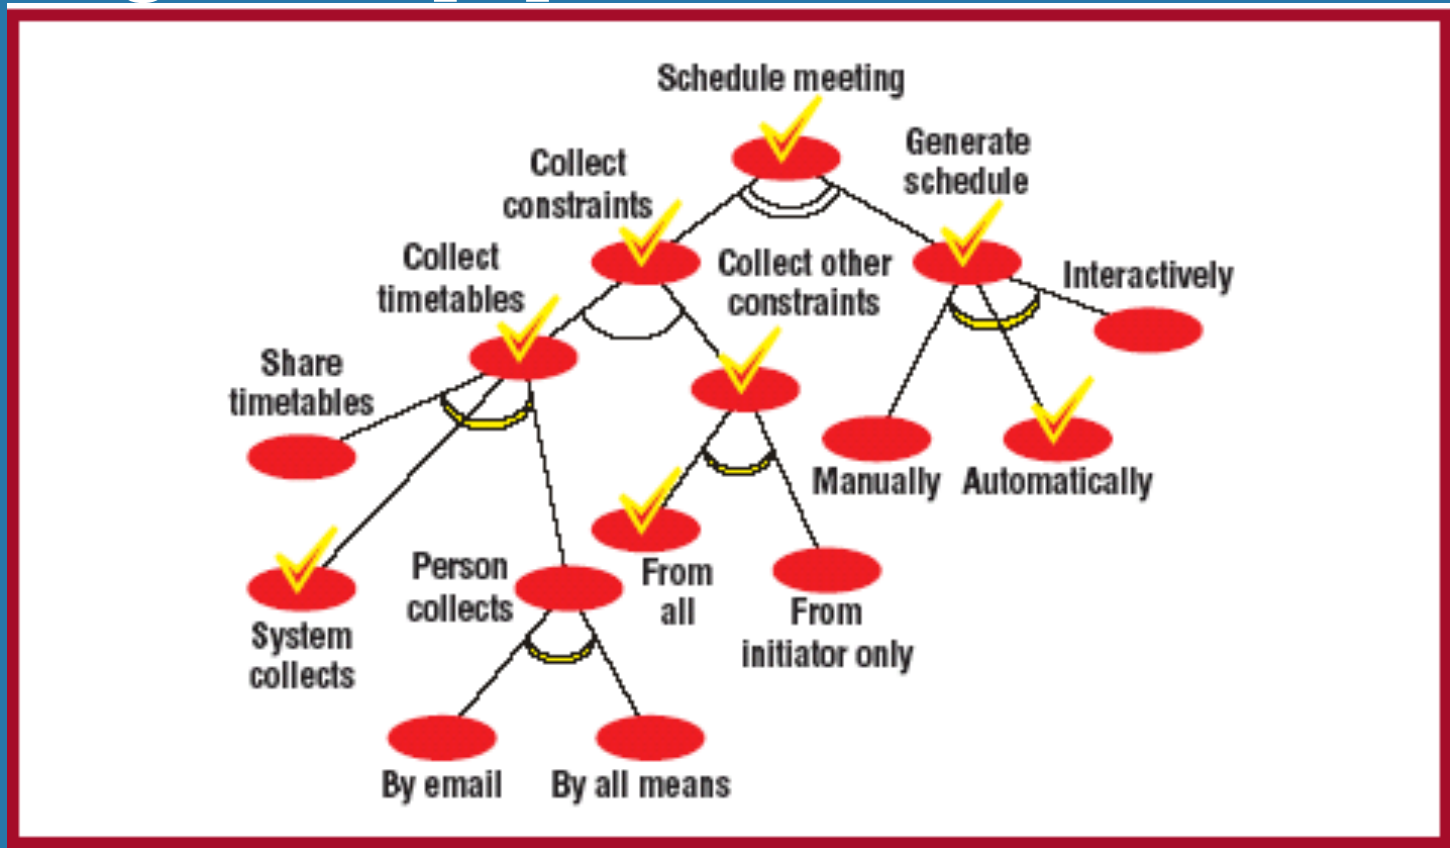 Schedule meeting
Generate
schedule
Collect
constraints
Collect
timetables
Collect other
constraints
Interactively
Share
timetables
Manually
Automatically
Person
collects
From
all
From
initiator only
System
collects
By email
By all means